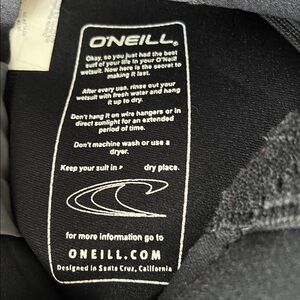 O'NEILL
Okay, so you just had the best
surf of your life in your O'Neill
wetsuit. Now here is the secret to
making it last.
After every use, rinse out your
wetsuit with fresh water and hang
it up to dry.
Don't hang it on wire hangers or in
direct sunlight for an extended
period of time.
Don't machine wash or use a
dryer.
Keep your suit in dry place.
for more information go to
ONEILL.COM
Designed in Santa Cruz, California